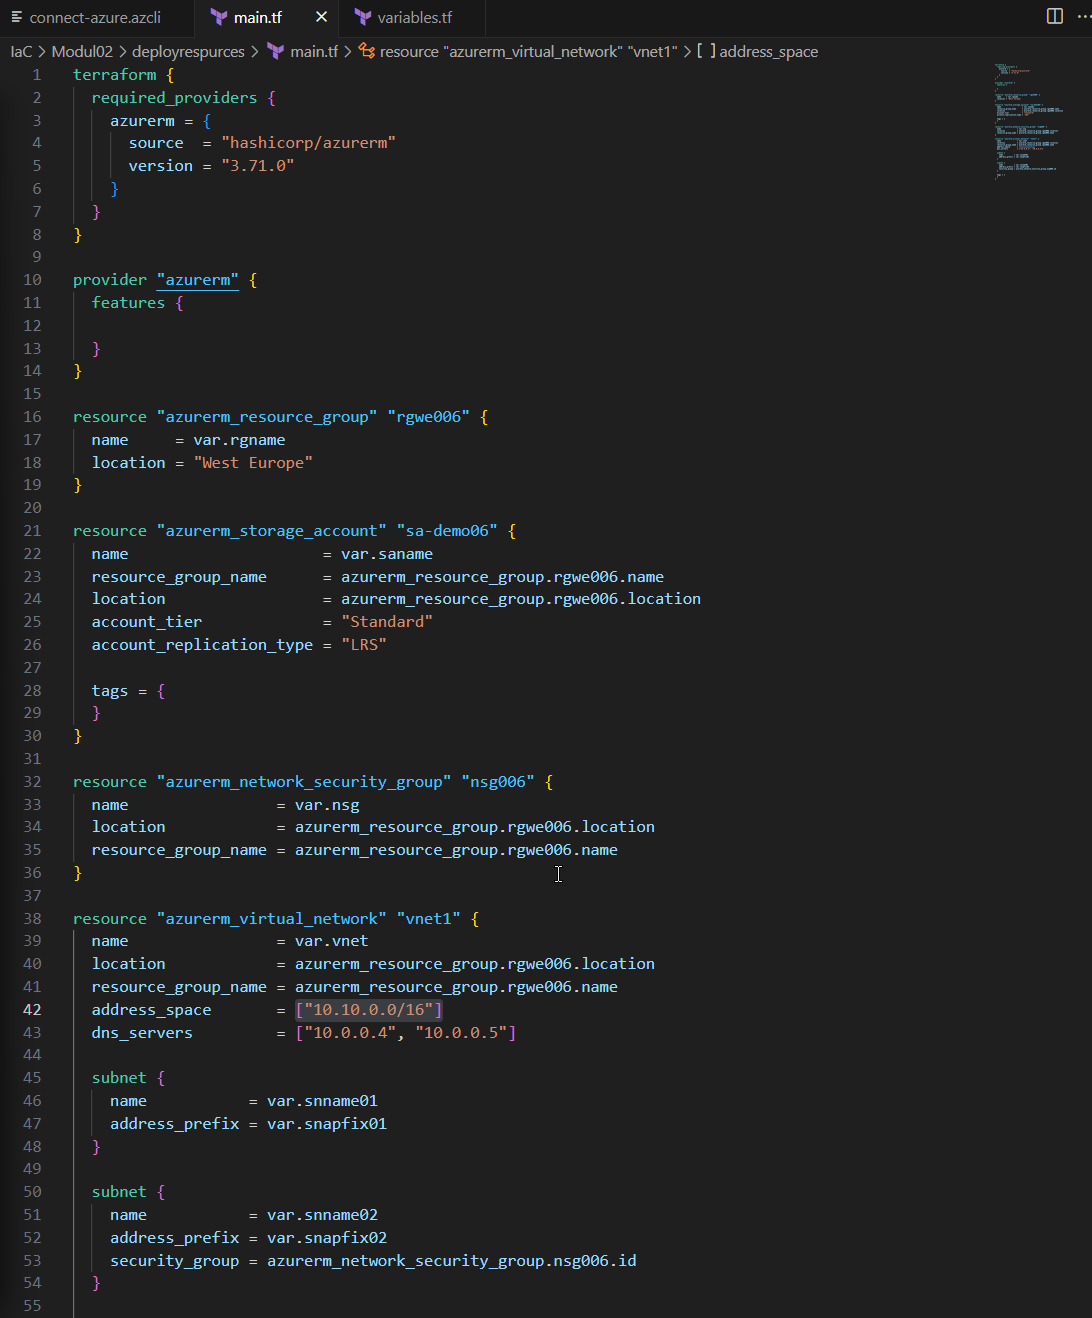 connect-azure.azcli
main.tf
variables.tf
IaC > Modul02 > deployrespurces > main.tf > resource "azurerm_virtual_network" "vnet1" > [ ] address_space
1 terraform {
2 required_providers {
3 azurerm = {
4 source = "hashicorp/azurerm"
5 version = "3.71.0"
6 }
7 }
8 }
9
10 provider "azurerm" {
11 features {
12
13 }
14 }
15
16 resource "azurerm_resource_group" "rgwe006" {
17 name = var.rgname
18 location = "West Europe"
19 }
20
21 resource "azurerm_storage_account" "sa-demo06" {
22 name = var.saname
23 resource_group_name = azurerm_resource_group.rgwe006.name
24 location = azurerm_resource_group.rgwe006.location
25 account_tier = "Standard"
26 account_replication_type = "LRS"
27
28 tags = {
29 }
30 }
31
32 resource "azurerm_network_security_group" "nsg006" {
33 name = var.nsg
34 location = azurerm_resource_group.rgwe006.location
35 resource_group_name = azurerm_resource_group.rgwe006.name
36 }
37
38 resource "azurerm_virtual_network" "vnet1" {
39 name = var.vnet
40 location = azurerm_resource_group.rgwe006.location
41 resource_group_name = azurerm_resource_group.rgwe006.name
42 address_space = ["10.10.0.0/16"]
43 dns_servers = ["10.0.0.4", "10.0.0.5"]
44
45 subnet {
46 name = var.snname01
47 address_prefix = var.snapfix01
48 }
49
50 subnet {
51 name = var.snname02
52 address_prefix = var.snapfix02
53 security_group = azurerm_network_security_group.nsg006.id
54 }
55